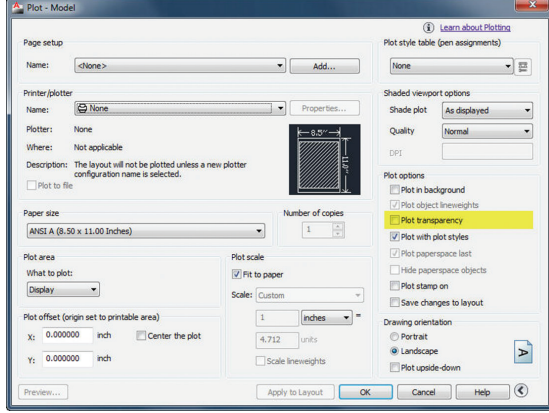 Plot - Model
Learn about Plotting
Page setup
Name: <None> Add...
Plot style table (pen assignments)
None
Printer/plotter
Name: None Properties...
Plotter: None
Where: Not applicable
Description: The layout will not be plotted unless a new plotter
configuration name is selected.
Plot to file
8.5''
11.0''
Shaded viewport options
Shade plot As displayed
Quality Normal
DPI
Paper size
ANSI A (8.50 x 11.00 Inches)
Number of copies
1
Plot area
What to plot:
Display
Plot offset (origin set to printable area)
X: 0.000000 inch Center the plot
Y: 0.000000 inch
Plot scale
Fit to paper
Scale: Custom
1 inches =
4.712 units
Scale lineweights
Plot options
Plot in background
Plot object lineweights
Plot transparency
Plot with plot styles
Plot paperspace last
Hide paperspace objects
Plot stamp on
Save changes to layout
Drawing orientation
Portrait
Landscape
Plot upside-down
A
Preview... Apply to Layout OK Cancel Help